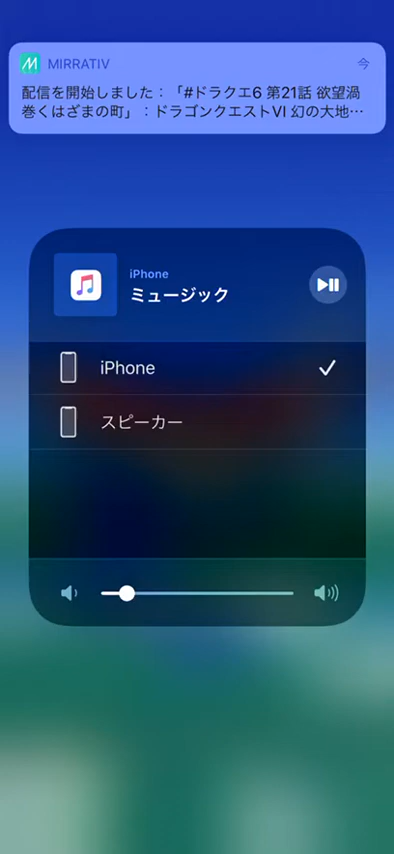 MIRRATIV
今
配信を開始しました：「#ドラクエ6 第21話 欲望渦
巻くはざまの町」：ドラゴンクエストVI 幻の大地…
iPhone
ミュージック
iPhone
スピーカー